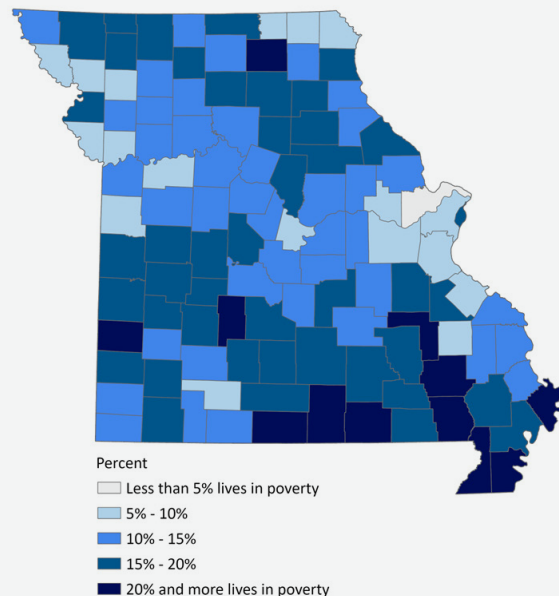 Percent
Less than 5% lives in poverty
5% - 10%
10% - 15%
15% - 20%
20% and more lives in poverty